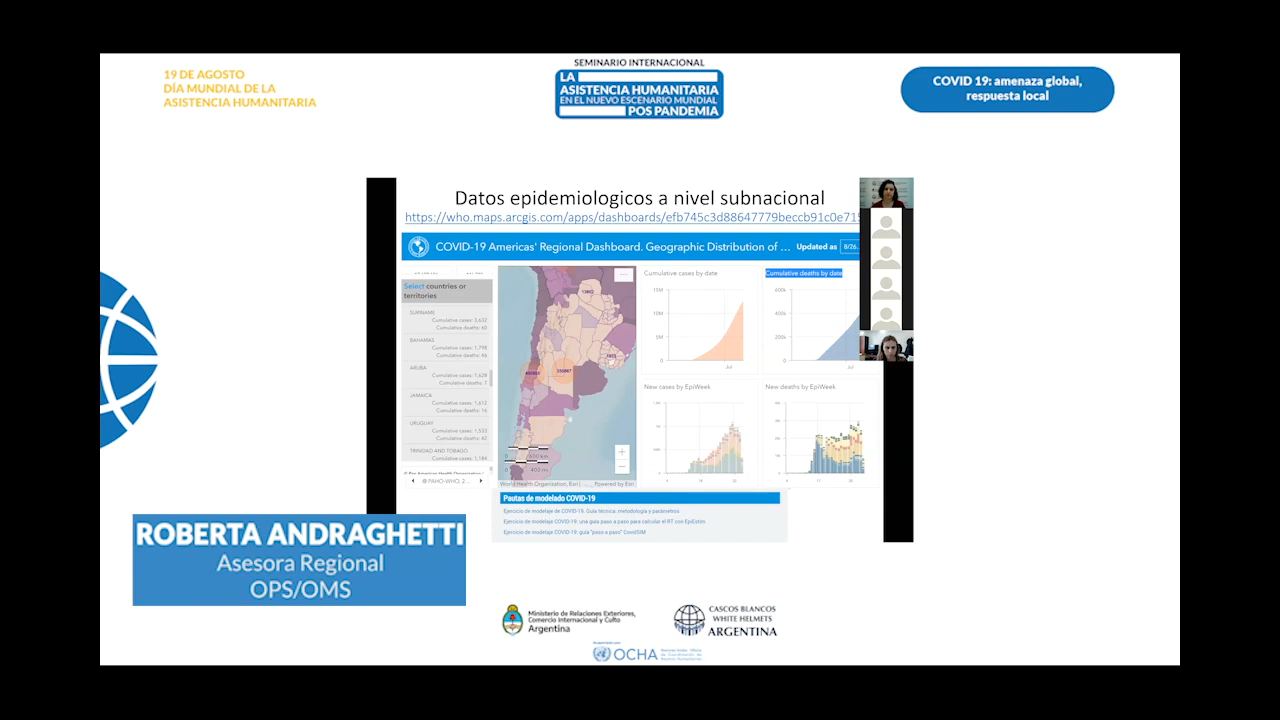 19 DE AGOSTO
DÍA MUNDIAL DE LA
ASISTENCIA HUMANITARIA
SEMINARIO INTERNACIONAL
LA
ASISTENCIA HUMANITARIA
EN EL NUEVO ESCENARIO MUNDIAL
POS PANDEMIA
COVID 19: amenaza global,
respuesta local
Datos epidemiologicos a nivel subnacional
https://who.maps.arcgis.com/apps/dashboards/efb745c3d88647779beccb91c0e715
COVID-19 Americas' Regional Dashboard. Geographic Distribution of ...
Updated as
8/26.
Select countries or
territories
SURINAME
Cumulative cases: 3,632
Cumulative deaths: 60
BAHAMAS
Cumulative cases: 1,798
Cumulative deaths: 46
ARUBA
Cumulative cases: 1,628
Cumulative deaths: 7
JAMAICA
Cumulative cases: 1,612
Cumulative deaths: 16
URUGUAY
Cumulative cases: 1,533
Cumulative deaths: 42
TRINIDAD AND TOBAGO
Cumulative cases: 1,184
@ PAHO-WHO, 2...
World Health Organisation, Esri | ... Powered by Esri
Cumulative cases by date
15M
10M
5M
0
Jul
Cumulative deaths by date
600k
400k
200k
0
Jul
New cases by EpiWeek
New deaths by EpiWeek
Pautas de modelado COVID-19
Ejercicio de modelaje de COVID-19. Guía técnica: metodología y parámetros
Ejercicio de modelaje COVID-19: una guía paso a paso para calcular el RT con EpiEstim
Ejercicio de modelaje COVID-19: guía "paso a paso" CovidSIM
ROBERTA ANDRAGHETTI
Asesora Regional
OPS/OMS
Ministerio de Relaciones Exteriores,
Comercio Internacional y Culto
Argentina
CASCOS BLANCOS
WHITE HELMETS
ARGENTINA
OCHA